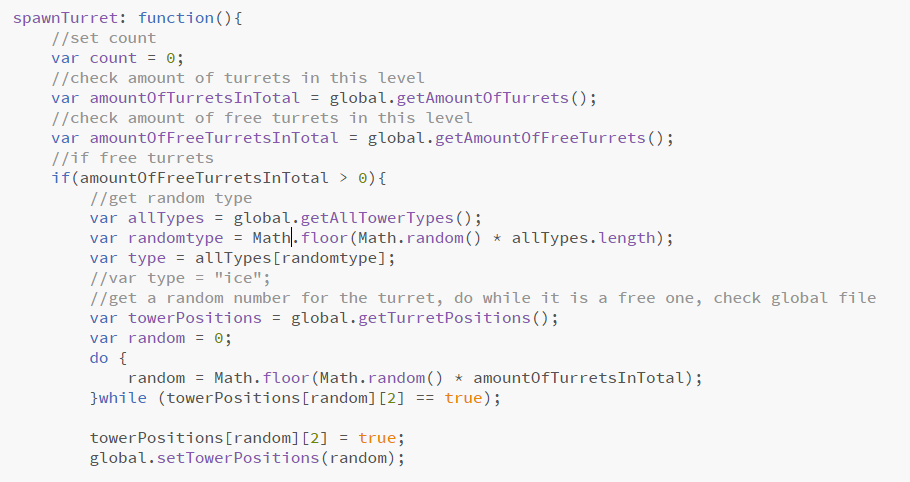 spawnTurret: function(){
    //set count
    var count = 0;
    //check amount of turrets in this level
    var amountOfTurretsInTotal = global.getAmountOfTurrets();
    //check amount of free turrets in this level
    var amountOfFreeTurretsInTotal = global.getAmountOfFreeTurrets();
    //if free turrets
    if(amountOfFreeTurretsInTotal > 0){
        //get random type
        var allTypes = global.getAllTowerTypes();
        var randomtype = Math.floor(Math.random() * allTypes.length);
        var type = allTypes[randomtype];
        //var type = "ice";
        //get a random number for the turret, do while it is a free one, check global file
        var towerPositions = global.getTurretPositions();
        var random = 0;
        do {
            random = Math.floor(Math.random() * amountOfTurretsInTotal);
        }while (towerPositions[random][2] == true);

        towerPositions[random][2] = true;
        global.setTowerPositions(random);